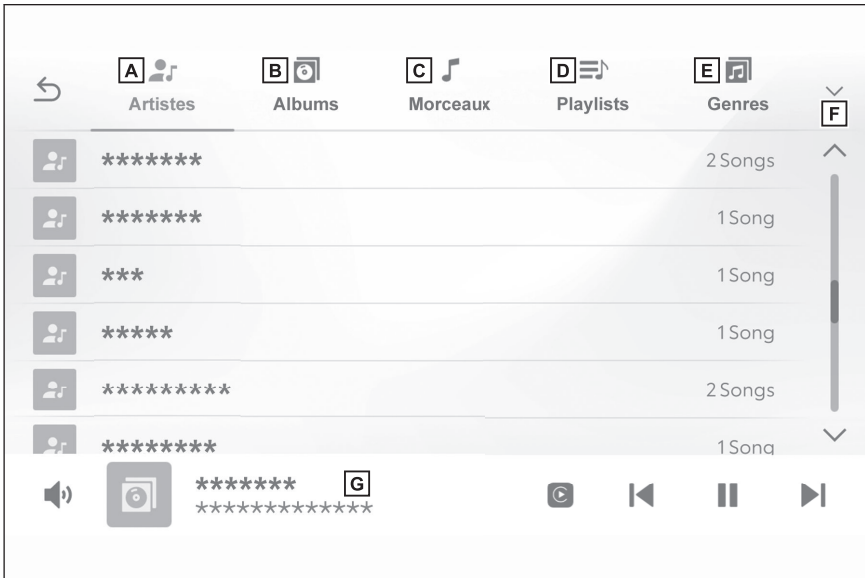 A B C D E
Artistes Albums Morceaux Playlists Genres
F
******* 2 Songs
******* 1 Song
*** 1 Song
***** 1 Song
********* 2 Songs
******** 1 Song
******* G
*************